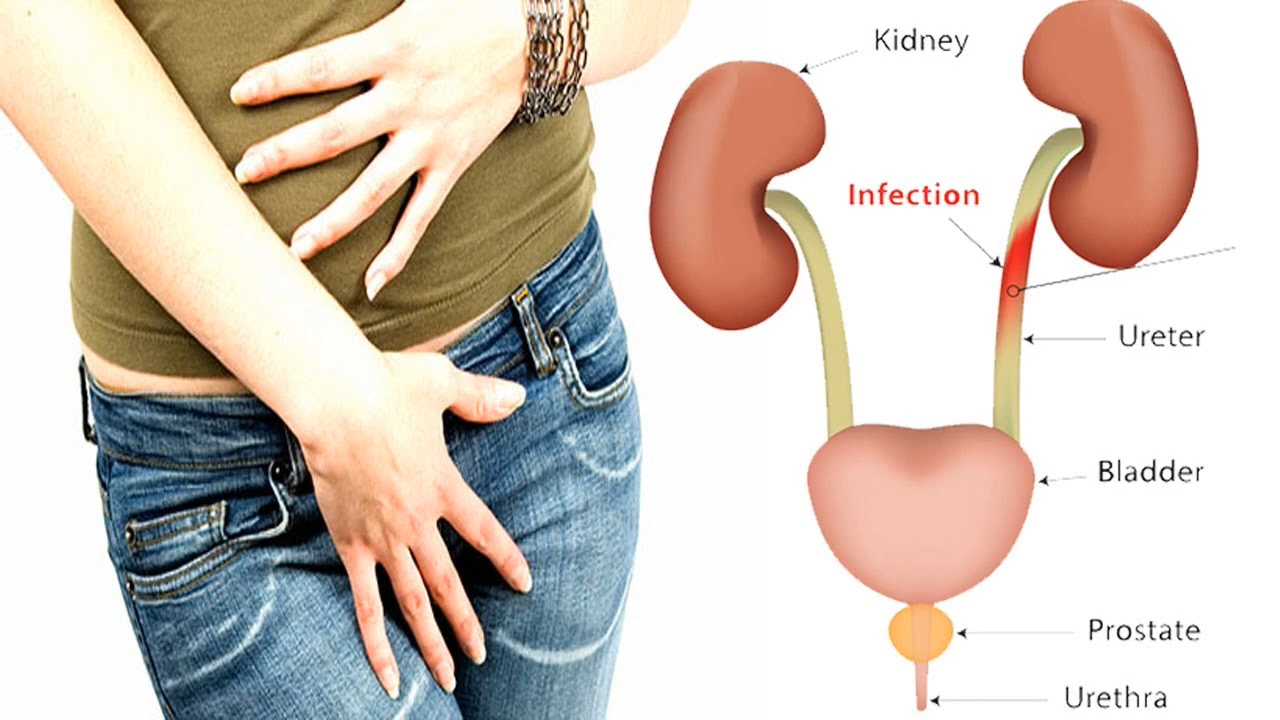 Kidney
Infection
Ureter
Bladder
Prostate
Urethra